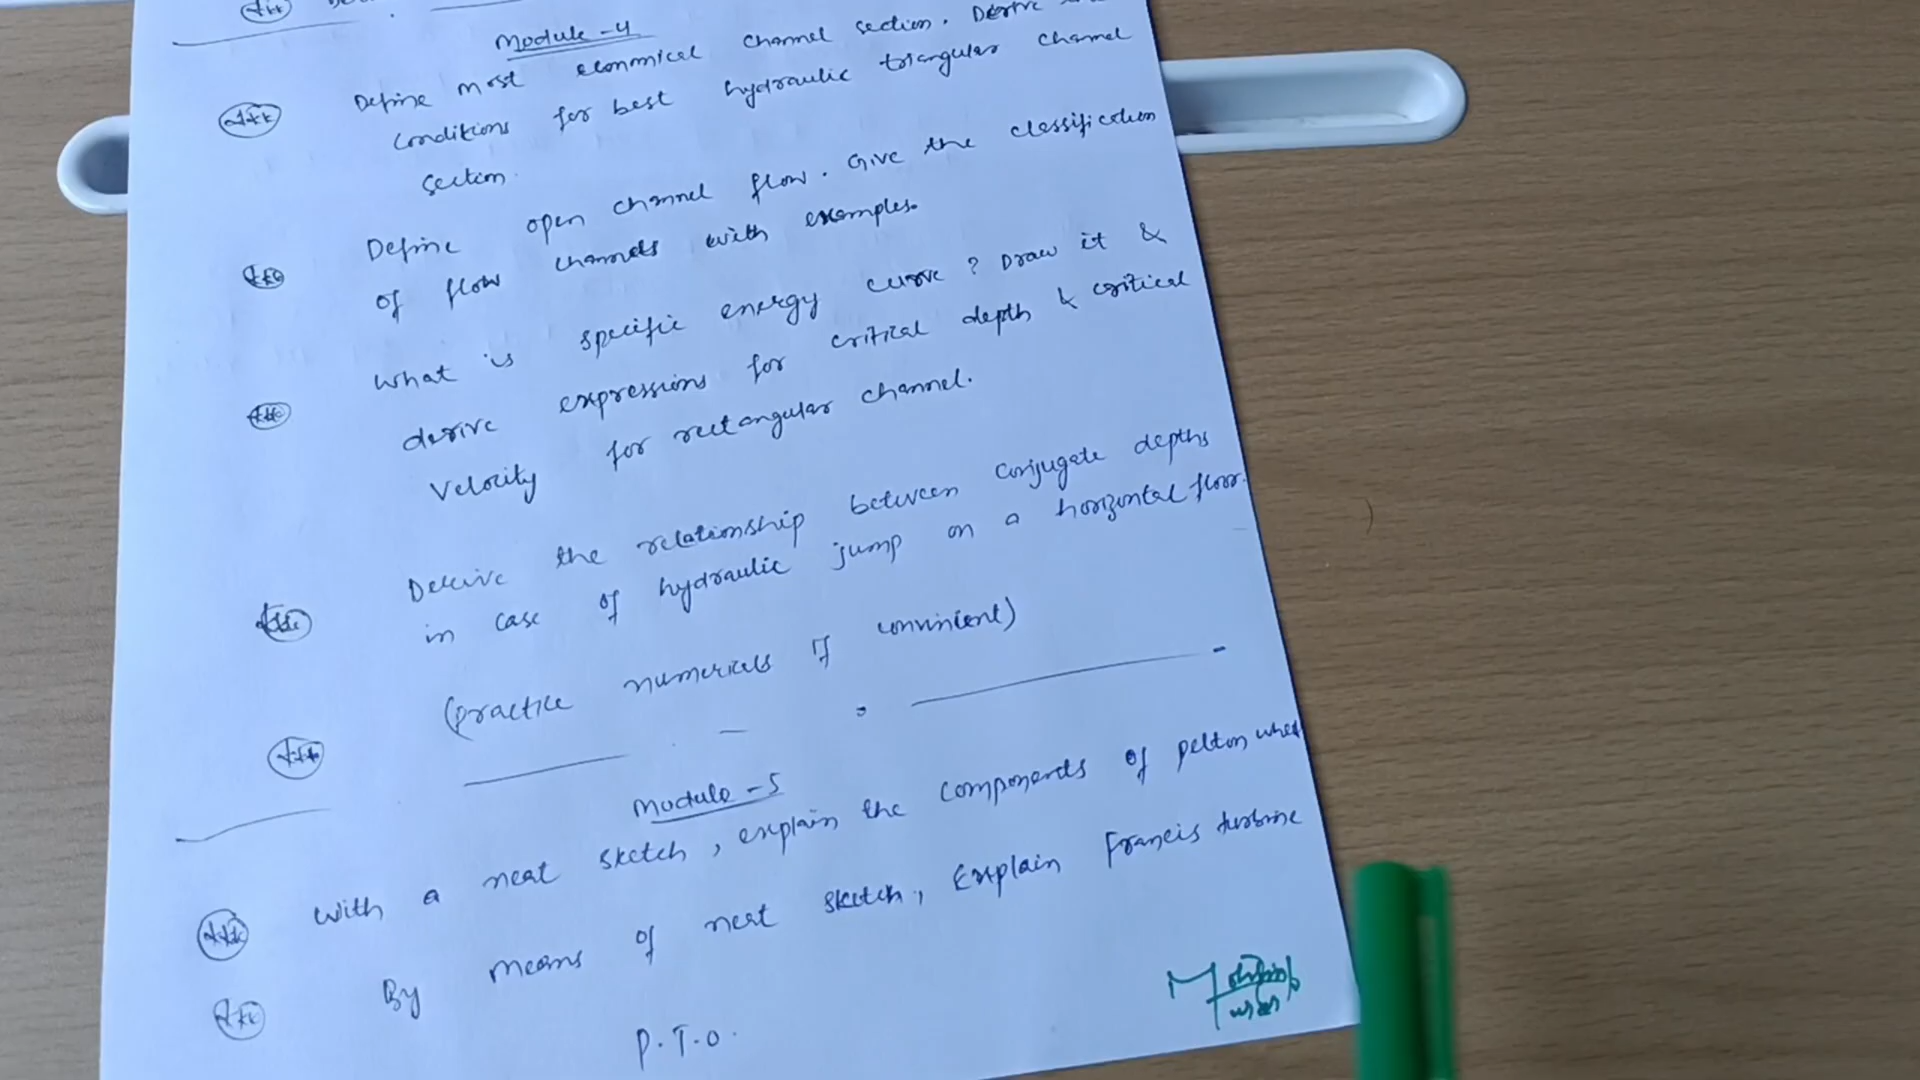 Module-4
Define most econmical channel section. Derive
conditions for best hydraulic triangular channel
section.
Define open channel flow. Give the classification
of flow channels with examples.
What is specific energy curve? Draw it &
derive expressions for critical depth & critical
velocity for rectangular channel.
Derive the relationship between conjugate depths
in case of hydraulic jump on a horizontal floor.
(practice numericals if convinient)
Module-5
with a neat sketch, explain the components of pelton whe
By means of neat sketch, Explain Francis turbine
P.T.O.